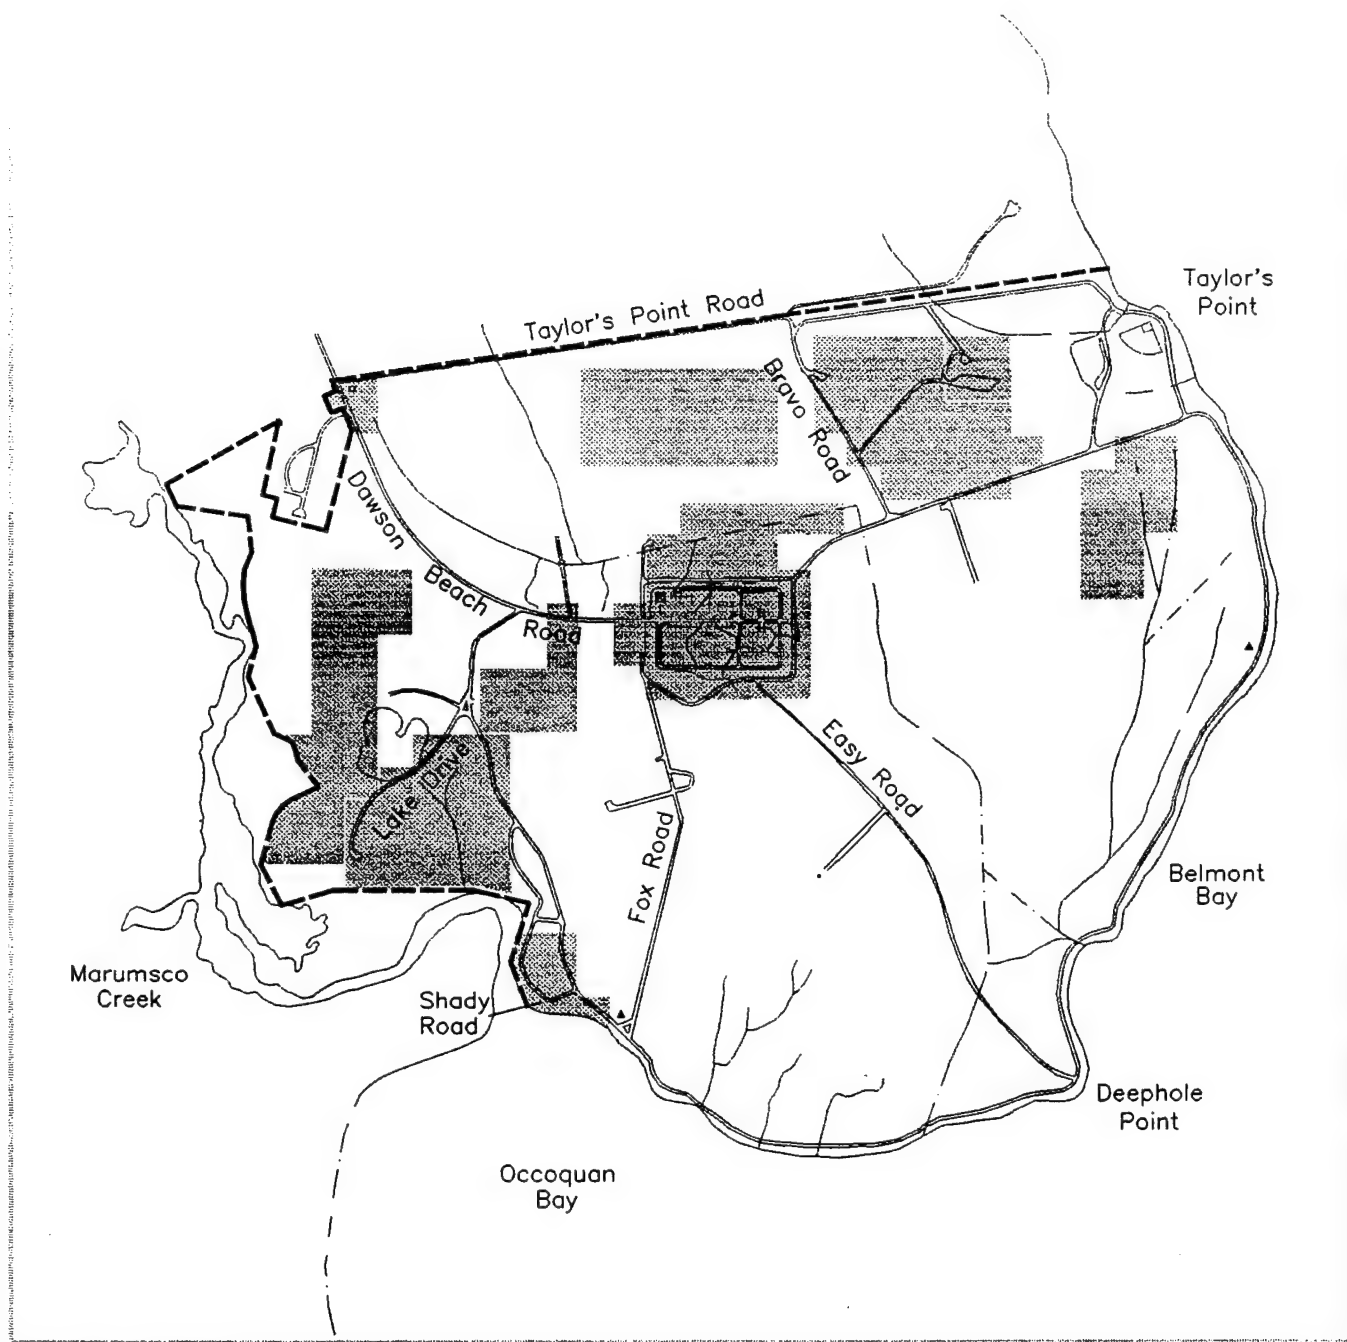 Taylor's
Point
Taylor's Point Road
Bravo Road
Dawson
Beach
Road
Easy Road
Lake Drive
Fox Road
Belmont
Bay
Marumsco
Creek
Shady
Road
Deephole
Point
Occoquan
Bay